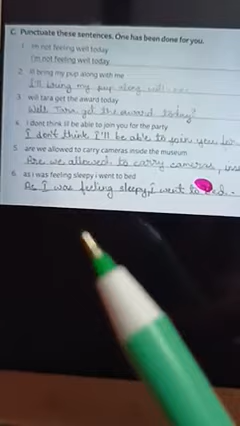 C. Punctuate these sentences. One has been done for you.
1. im not feeling well today
I'm not feeling well today.
2. ill bring my pup along with me
I'll bring my pup along with me.
3. will tara get the award today
Will Tara get the award today?
4. i dont think ill be able to join you for the party
I don't think I'll be able to join you for
5. are we allowed to carry cameras inside the museum
Are we allowed to carry cameras, ins
6. as i was feeling sleepy i went to bed
As I was feeling sleepy, I went to bed.